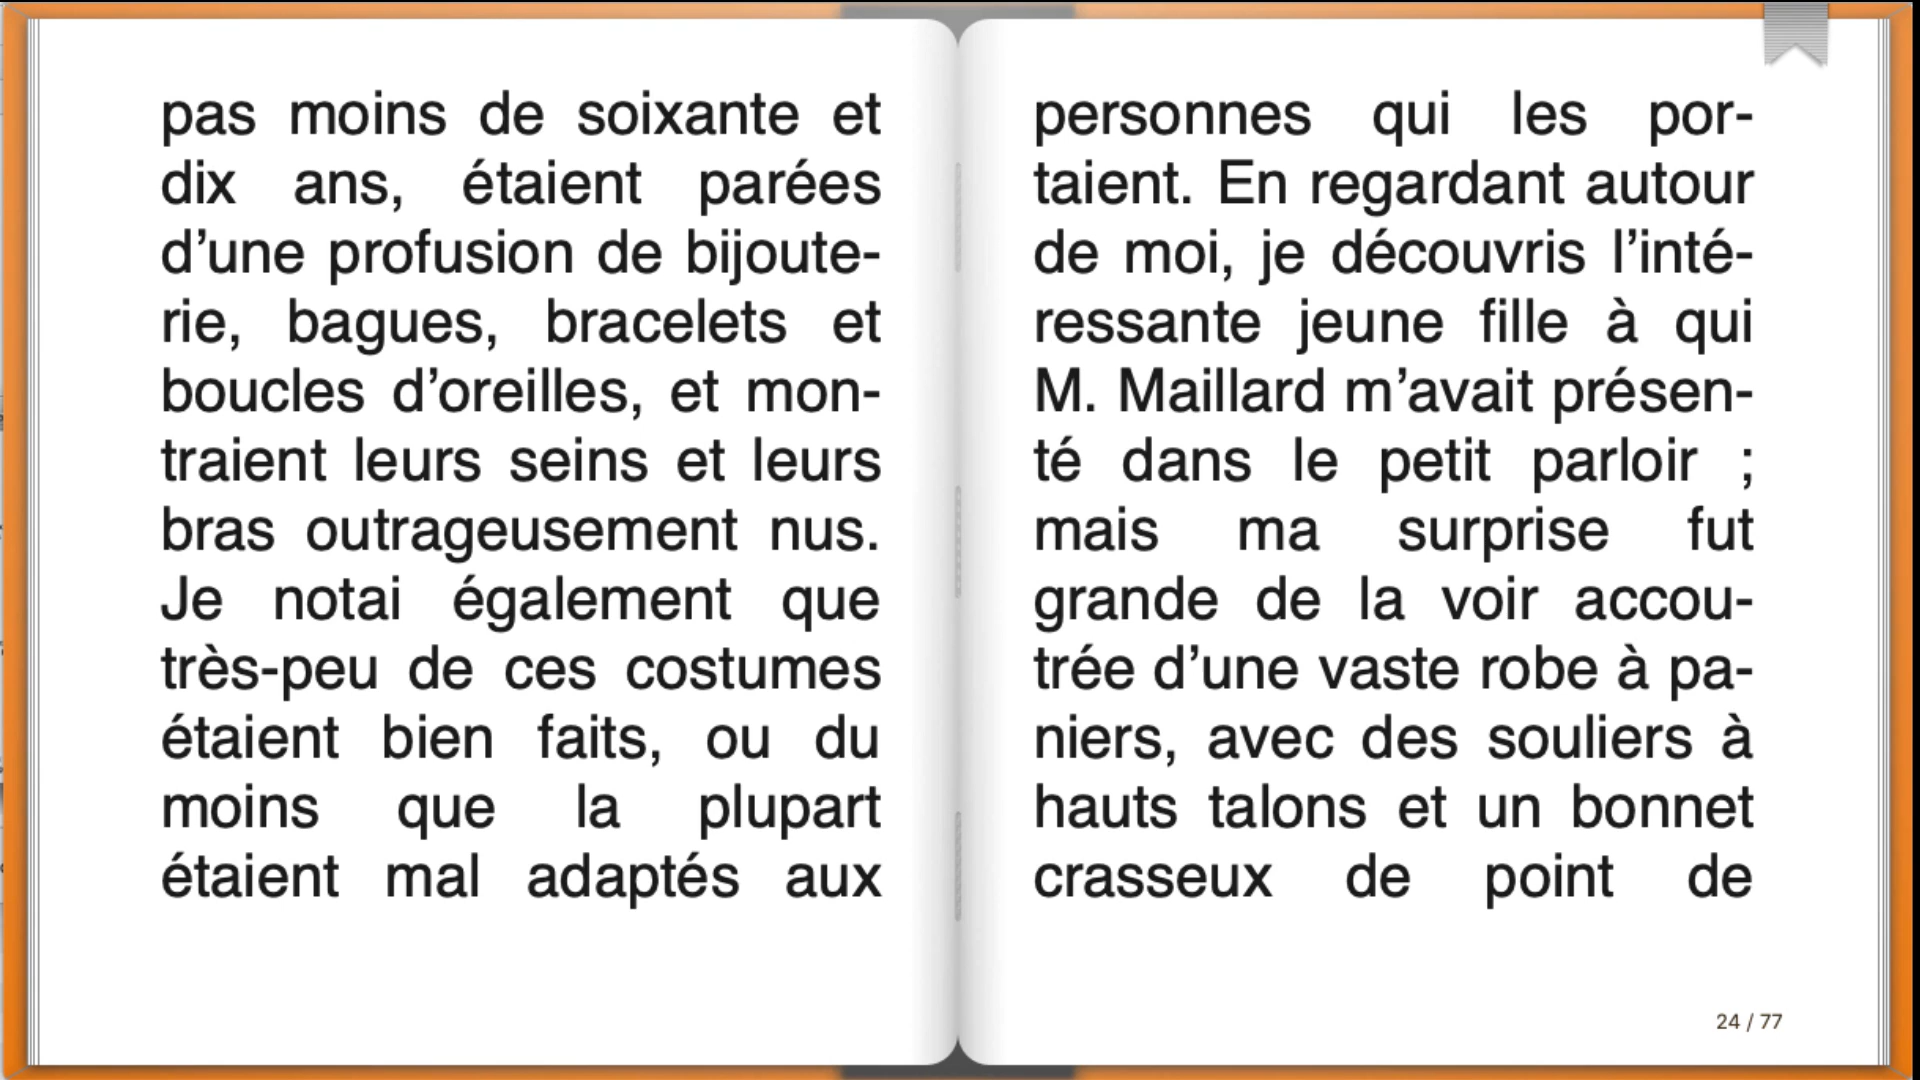 pas moins de soixante et
dix ans, étaient parées
d’une profusion de bijoute-
rie, bagues, bracelets et
boucles d’oreilles, et mon-
traient leurs seins et leurs
bras outrageusement nus.
Je notai également que
très-peu de ces costumes
étaient bien faits, ou du
moins que la plupart
étaient mal adaptés aux
personnes qui les por-
taient. En regardant autour
de moi, je découvris l’inté-
ressante jeune fille à qui
M. Maillard m’avait présen-
té dans le petit parloir ;
mais ma surprise fut
grande de la voir accou-
trée d’une vaste robe à pa-
niers, avec des souliers à
hauts talons et un bonnet
crasseux de point de
24 / 77